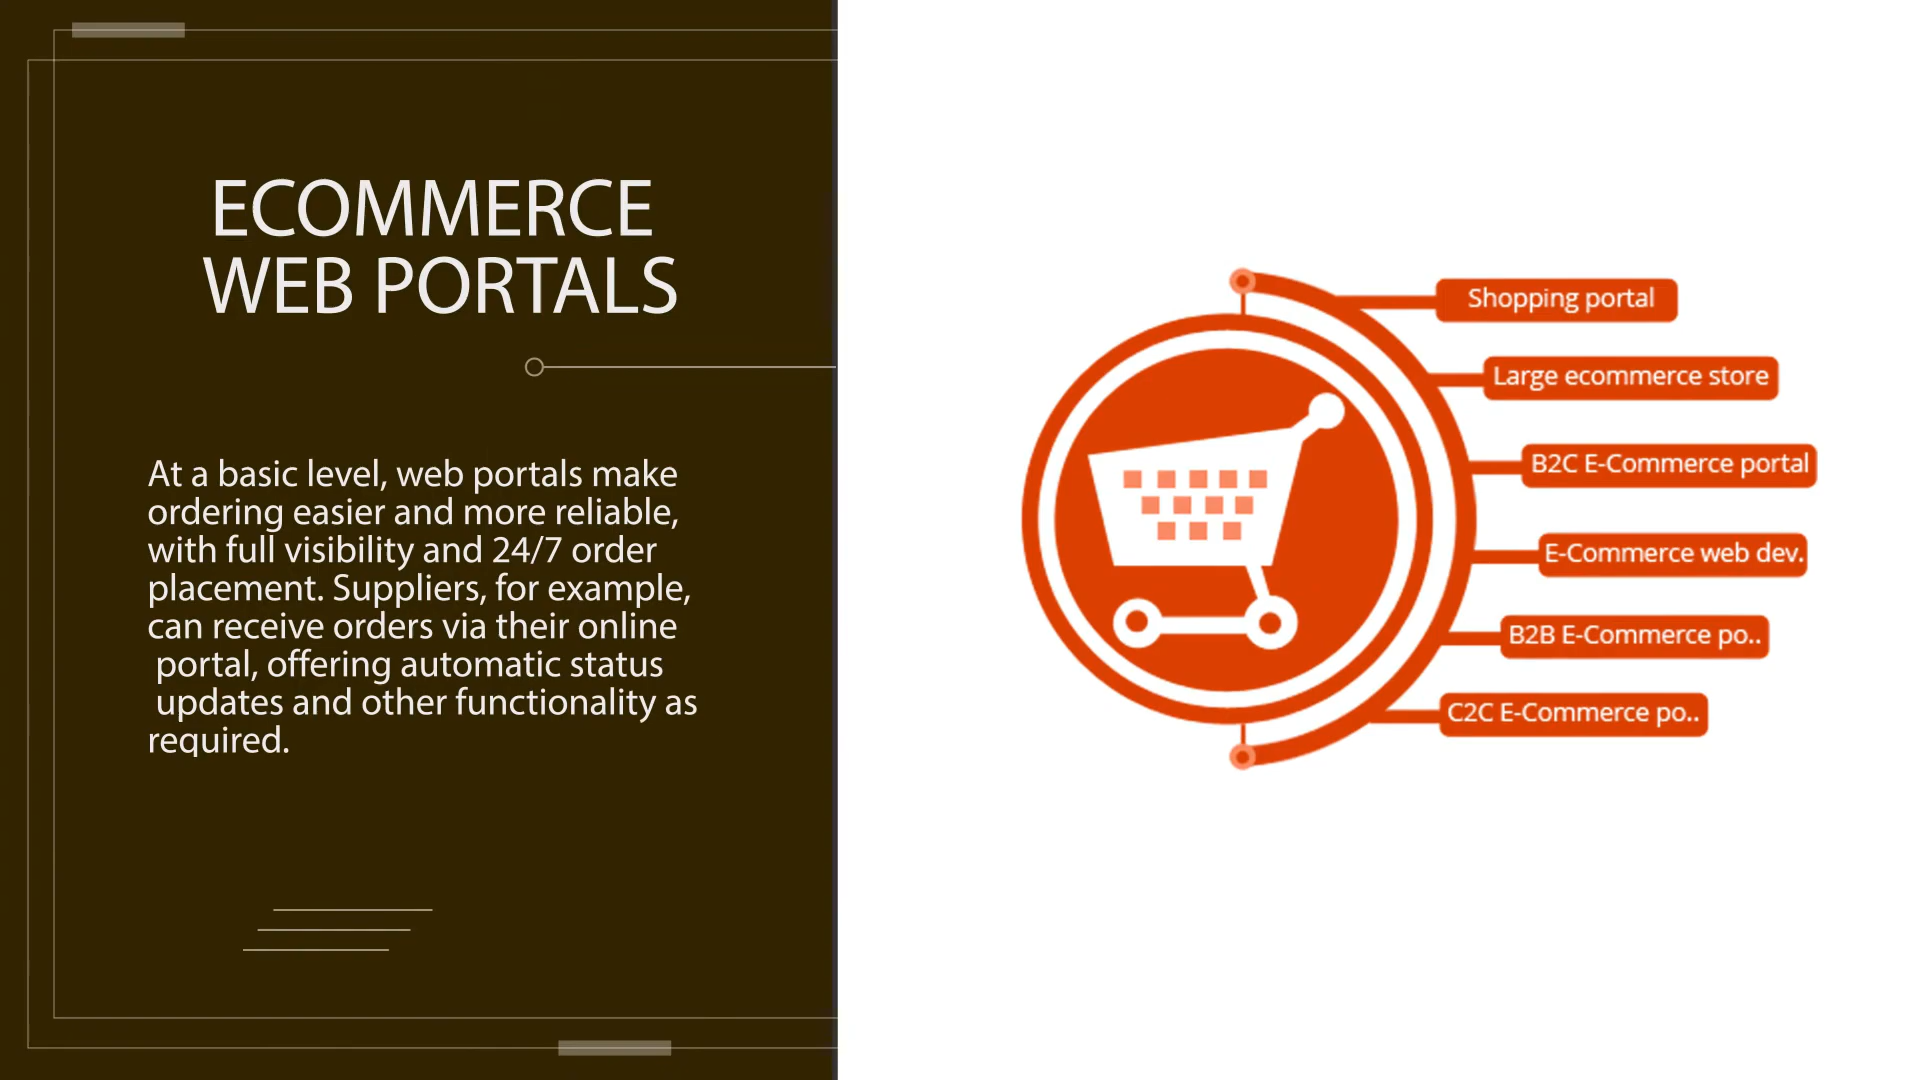 ECOMMERCE
WEB PORTALS
At a basic level, web portals make
ordering easier and more reliable,
with full visibility and 24/7 order
placement. Suppliers, for example,
can receive orders via their online
portal, offering automatic status
updates and other functionality as
required.
Shopping portal
Large ecommerce store
B2C E-Commerce portal
E-Commerce web dev.
B2B E-Commerce po..
C2C E-Commerce po..